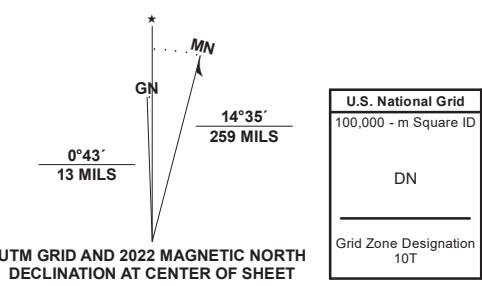 ★
MN
GN
14°35´
259 MILS
0°43´
13 MILS
UTM GRID AND 2022 MAGNETIC NORTH
DECLINATION AT CENTER OF SHEET
U.S. National Grid
100,000 - m Square ID
DN
Grid Zone Designation
10T